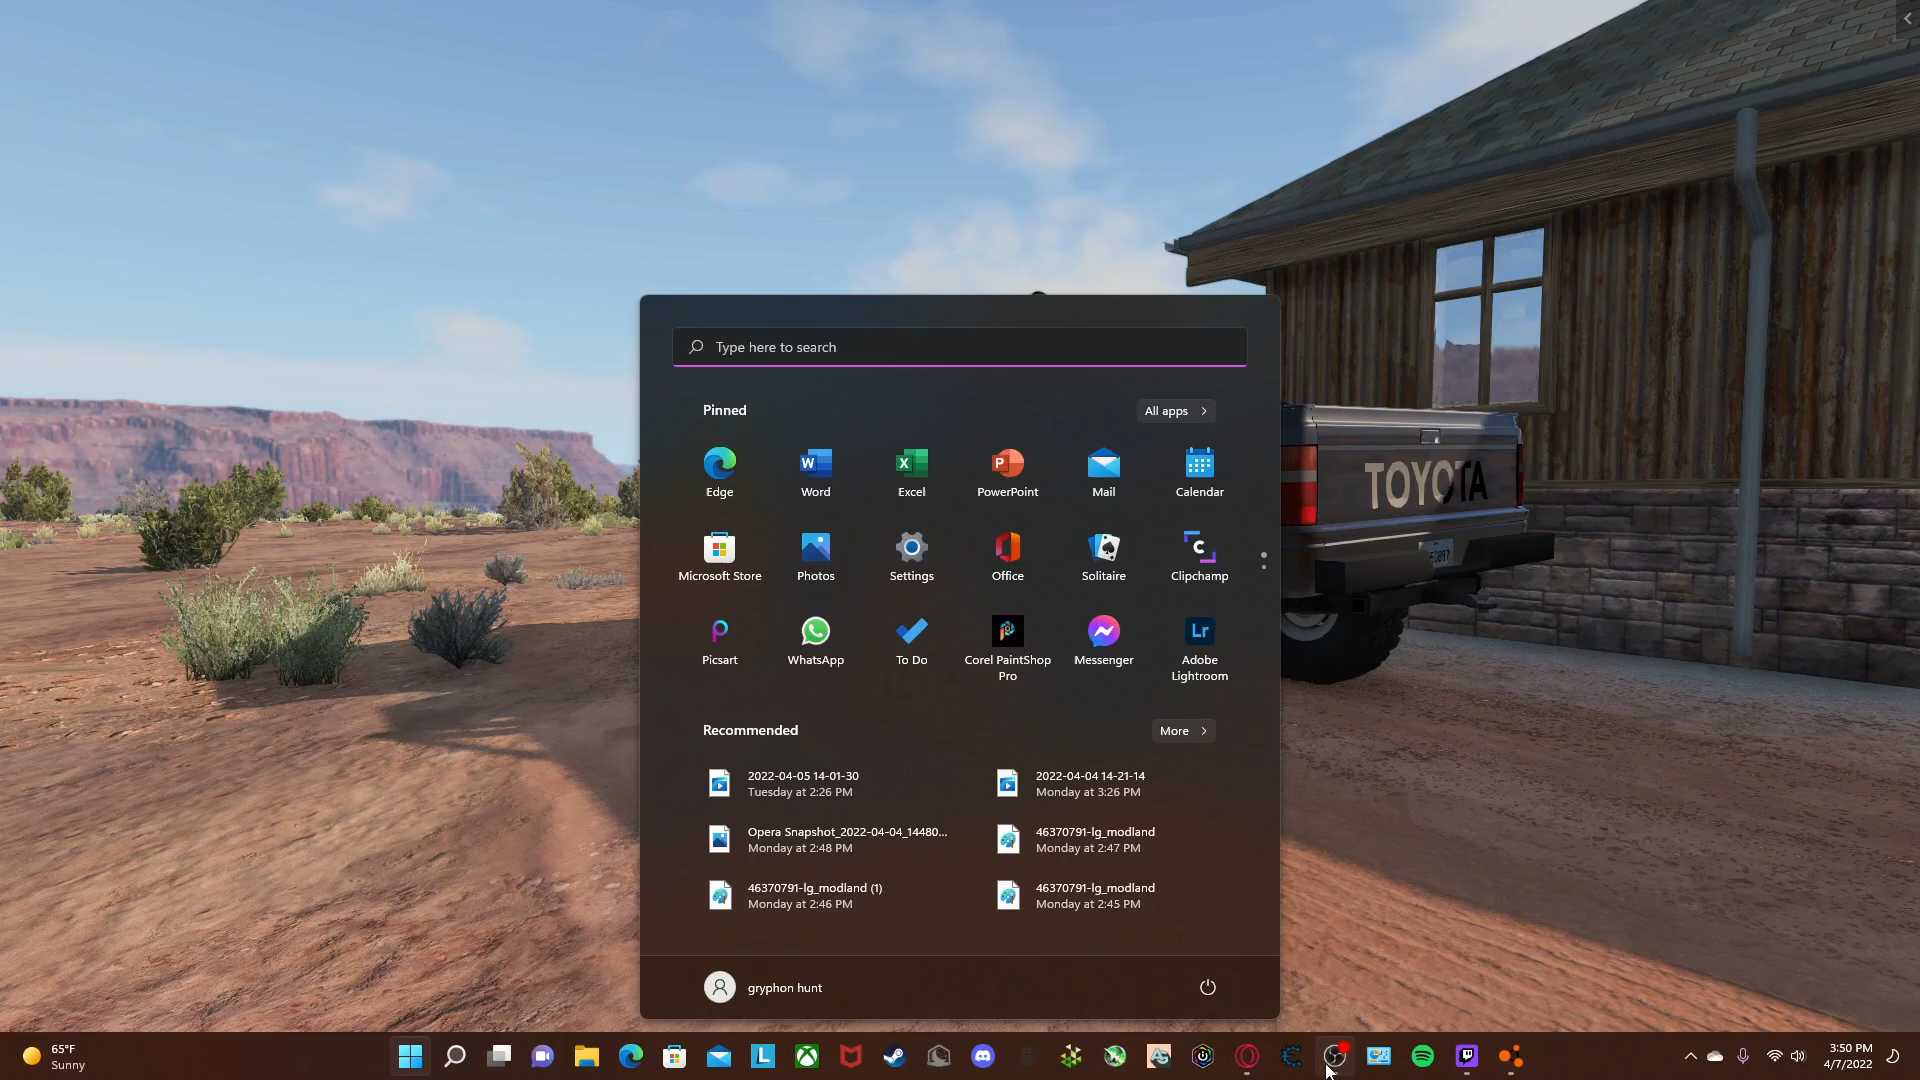 Type here to search
Pinned
All apps
Edge
Word
Excel
PowerPoint
Mail
Calendar
Microsoft Store
Photos
Settings
Office
Solitaire
Clipchamp
Picsart
WhatsApp
To Do
Corel PaintShop
Pro
Messenger
Adobe
Lightroom
Recommended
More
2022-04-05 14-01-30
Tuesday at 2:26 PM
2022-04-04 14-21-14
Monday at 3:26 PM
Opera Snapshot_2022-04-04_14480...
Monday at 2:48 PM
46370791-lg_modland
Monday at 2:47 PM
46370791-lg_modland (1)
Monday at 2:46 PM
46370791-lg_modland
Monday at 2:45 PM
gryphon hunt
TOYOTA
65°F
Sunny
3:50 PM
4/7/2022